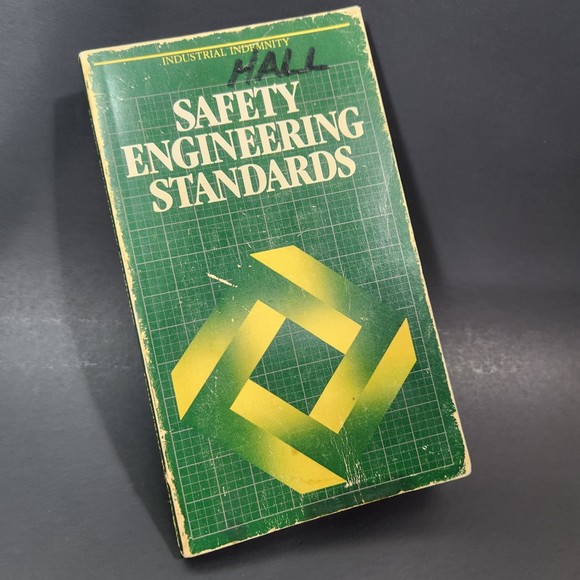 INDUSTRIAL INDEMNITY
HALL
SAFETY
ENGINEERING
STANDARDS